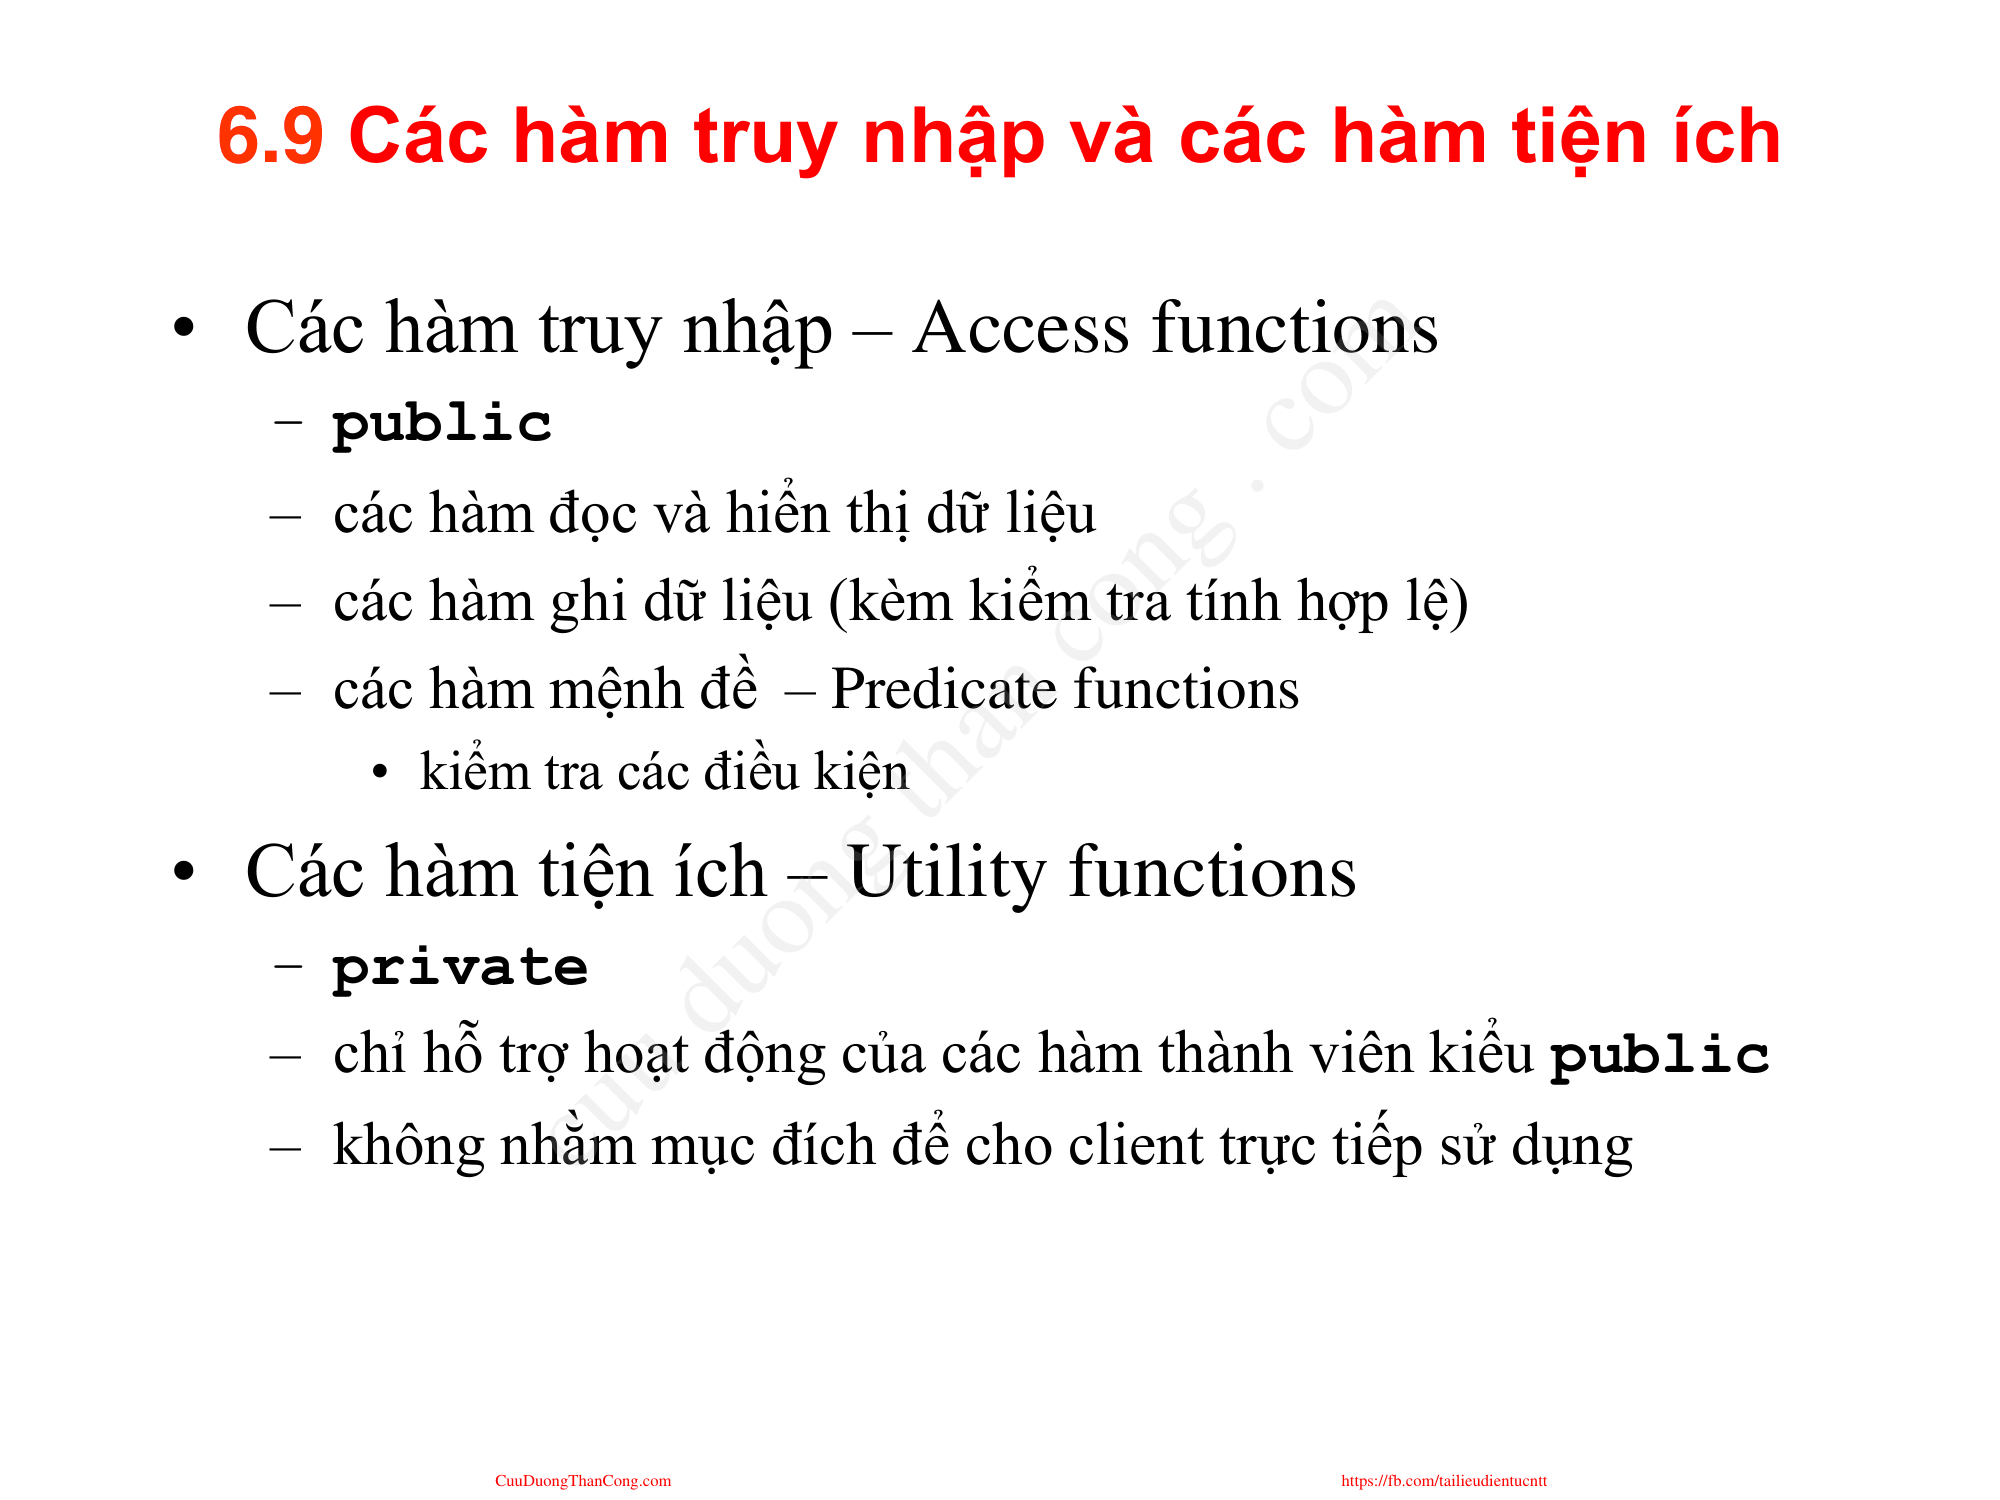 6.9 Các hàm truy nhập và các hàm tiện ích
• Các hàm truy nhập – Access functions
– public
– các hàm đọc và hiển thị dữ liệu
– các hàm ghi dữ liệu (kèm kiểm tra tính hợp lệ)
– các hàm mệnh đề – Predicate functions
• kiểm tra các điều kiện
• Các hàm tiện ích – Utility functions
– private
– chỉ hỗ trợ hoạt động của các hàm thành viên kiểu public
– không nhằm mục đích để cho client trực tiếp sử dụng
cuu duong than cong . com
CuuDuongThanCong.com
https://fb.com/tailieudientucntt